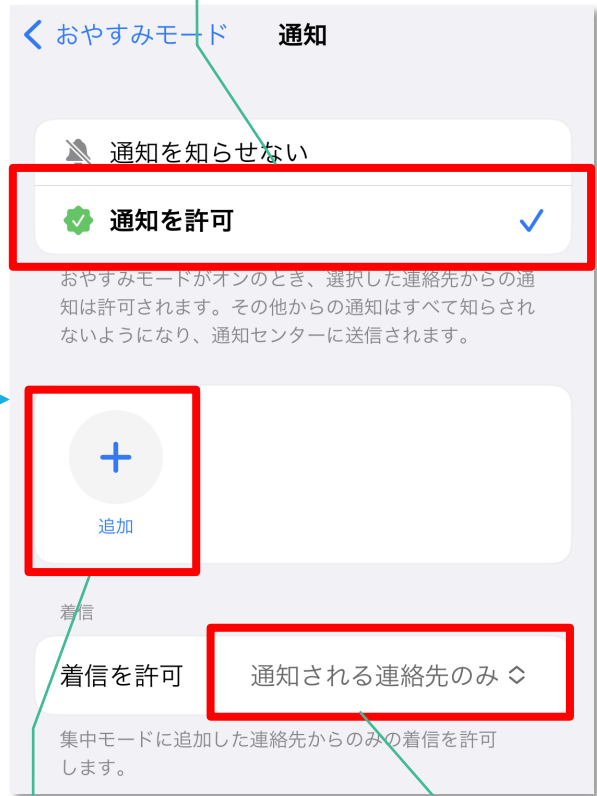 おやすみモード 通知
通知を知らせない
通知を許可
おやすみモードがオンのとき、選択した連絡先からの通
知は許可されます。その他からの通知はすべて知らされ
ないようになり、通知センターに送信されます。
追加
着信
着信を許可 通知される連絡先のみ
集中モードに追加した連絡先からのみの着信を許可
します。